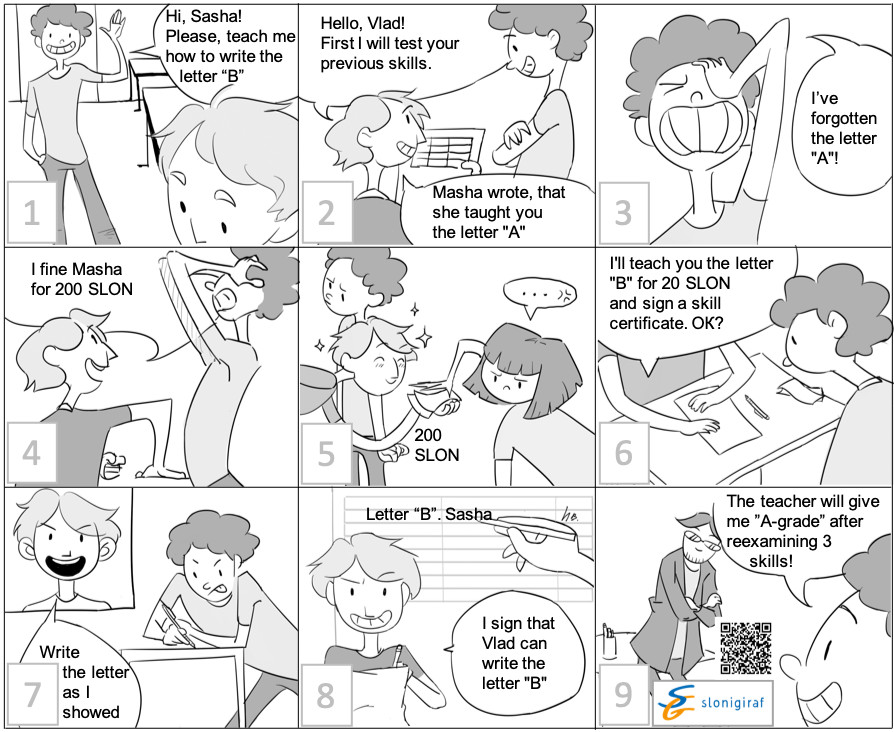 Hi, Sasha!
Please, teach me
how to write the
letter “B”
1
Hello, Vlad!
First I will test your
previous skills.
Masha wrote, that
she taught you
the letter "A"
2
I’ve
forgotten
the letter
"A"!
3
I fine Masha
for 200 SLON
4
. . . .
200
SLON
5
I'll teach you the letter
"B" for 20 SLON
and sign a skill
certificate. OK?
6
Write
the letter
as I
showed
7
Letter “B”. Sasha
I sign that
Vlad can
write the
letter "B"
8
The teacher will give
me ”A-grade” after
reexamining 3
skills!
9
slonigiraf